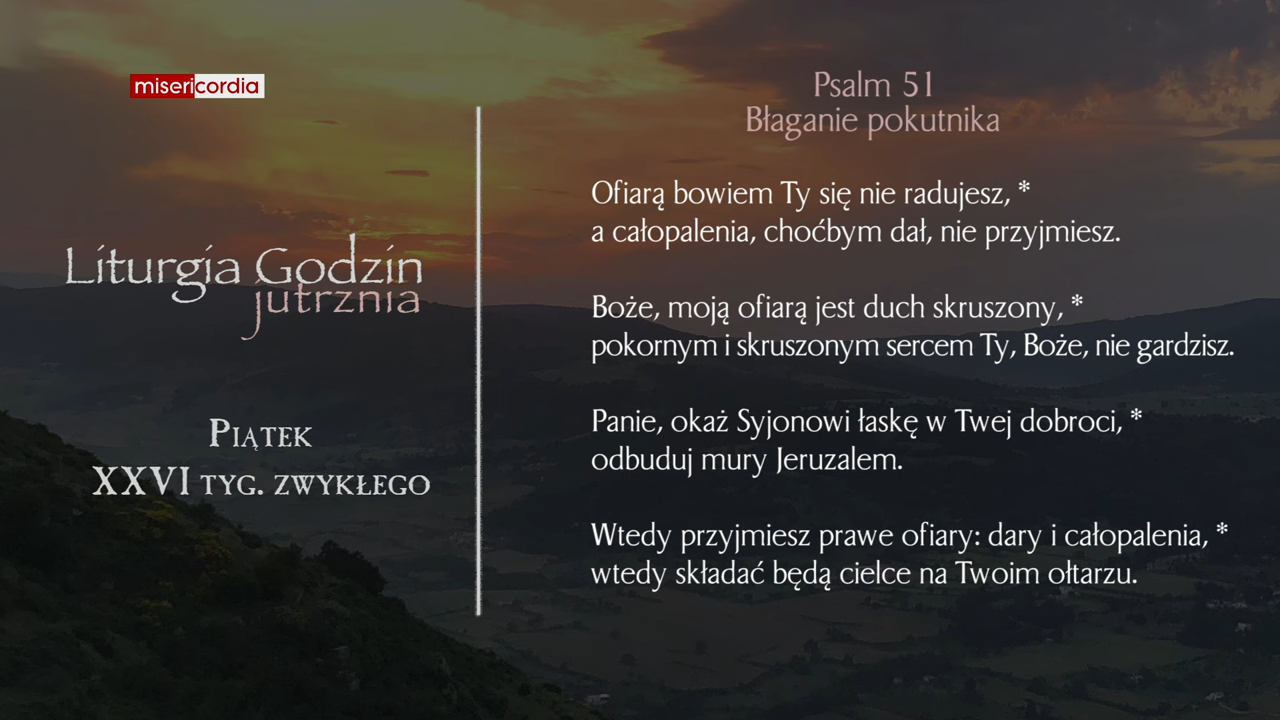 misericordia
Liturgia Godzin
jutrznia
Piątek
XXVI tyg. zwykłego
Psalm 51
Błaganie pokutnika
Ofiarą bowiem Ty się nie radujesz, *
a całopalenia, choćbym dał, nie przyjmiesz.
Boże, moją ofiarą jest duch skruszony, *
pokornym i skruszonym sercem Ty, Boże, nie gardzisz.
Panie, okaż Syjonowi łaskę w Twej dobroci, *
odbuduj mury Jeruzalem.
Wtedy przyjmiesz prawe ofiary: dary i całopalenia, *
wtedy składać będą cielce na Twoim ołtarzu.